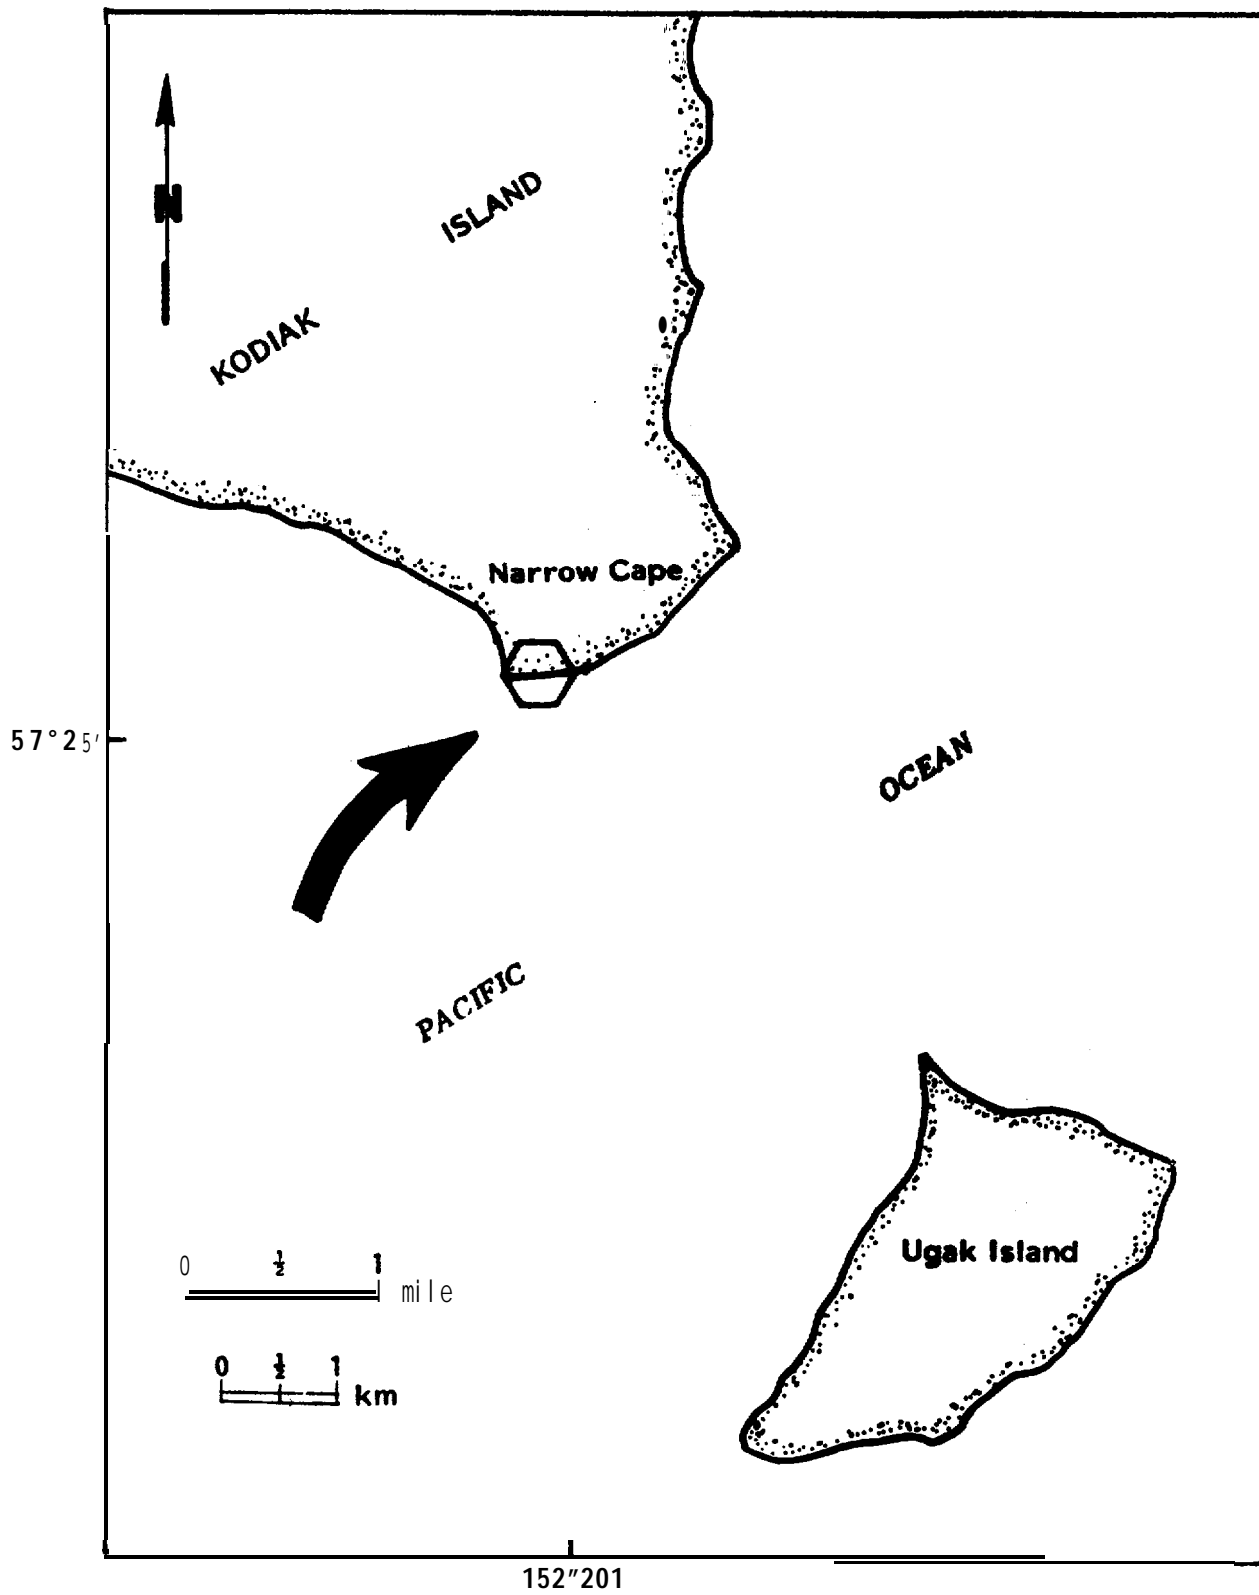 N
ISLAND
KODIAK
Narrow Cape
57°25'
OCEAN
PACIFIC
Ugak Island
0 ½ 1
mile
0 ½ 1
km
152"201